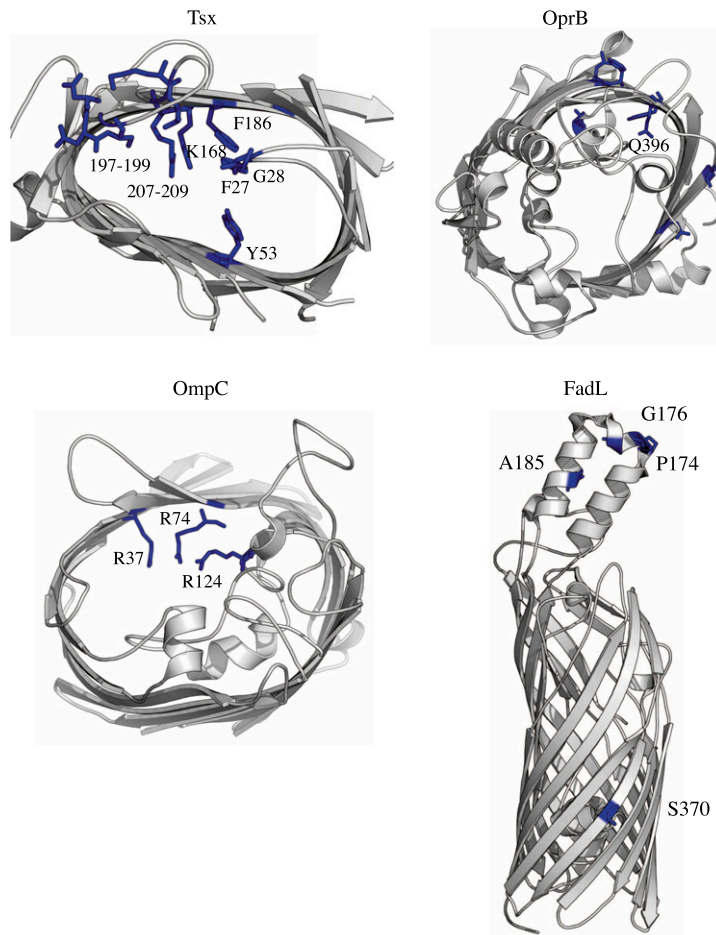 Tsx
OprB
F186
K168
197-199
G28
F27
207-209
Y53
Q396
OmpC
FadL
G176
A185
P174
R74
R37
R124
S370